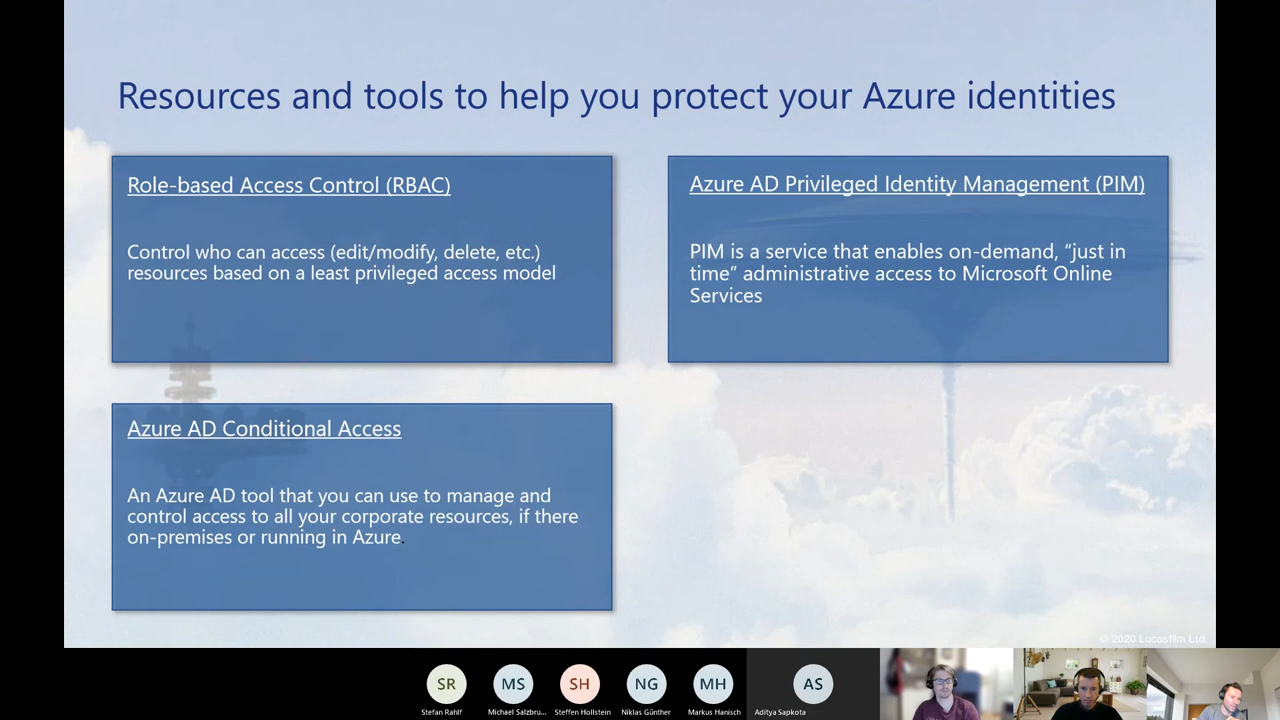 Resources and tools to help you protect your Azure identities
Role-based Access Control (RBAC)
Control who can access (edit/modify, delete, etc.)
resources based on a least privileged access model
Azure AD Privileged Identity Management (PIM)
PIM is a service that enables on-demand, “just in
time” administrative access to Microsoft Online
Services
Azure AD Conditional Access
An Azure AD tool that you can use to manage and
control access to all your corporate resources, if there
on-premises or running in Azure.
© 2020 Lucasfilm Ltd.
SR
MS
SH
NG
MH
AS
Stefan Rahlf
Michael Salzbru...
Steffen Hollstein
Niklas Günther
Markus Hanisch
Aditya Sapkota